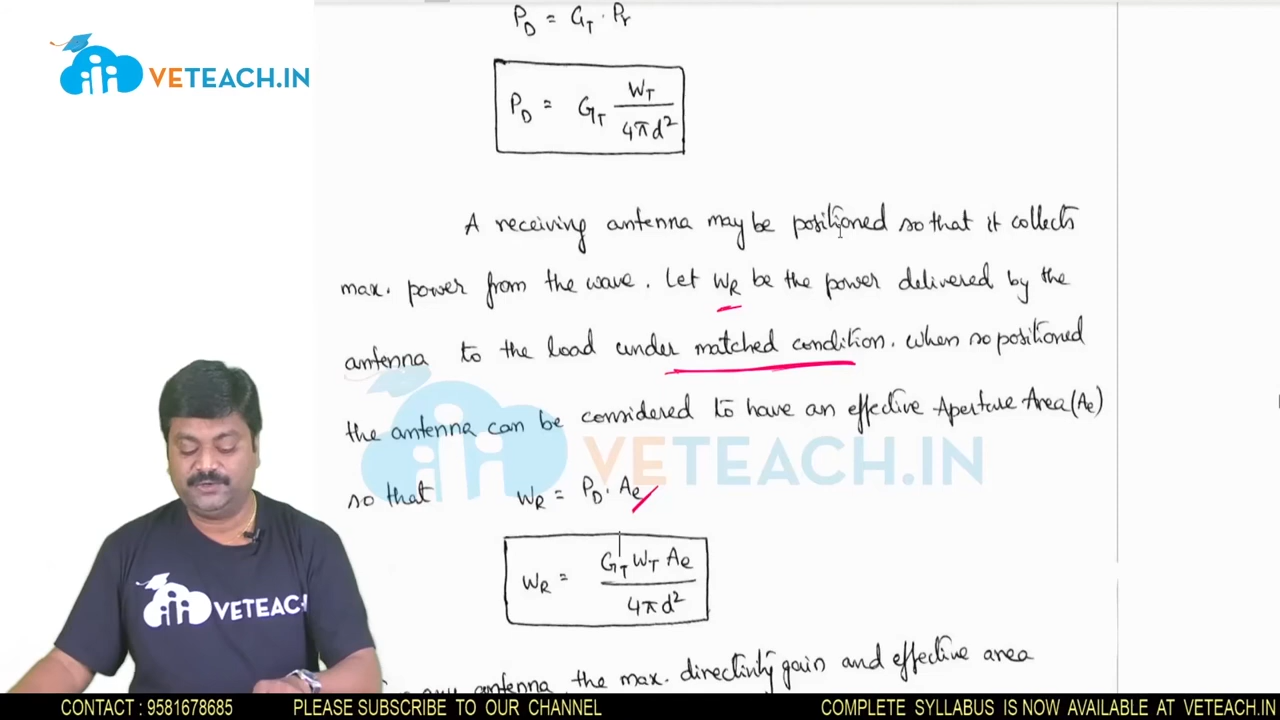 P_D = G_T · P_r
VETEACH.IN
P_D = G_T W_T / 4πd²
A receiving antenna may be positioned so that it collects
max. power from the wave. Let W_R be the power delivered by the
antenna to the load under matched condition. When so positioned
the antenna can be considered to have an effective Aperture Area (Ae)
VETEACH.IN
so that W_R = P_D · Ae
W_R = G_T W_T Ae / 4πd²
VETEACH
any antenna, the max. directivity gain and effective area
CONTACT : 9581678685 PLEASE SUBSCRIBE TO OUR CHANNEL COMPLETE SYLLABUS IS NOW AVAILABLE AT VETEACH.IN